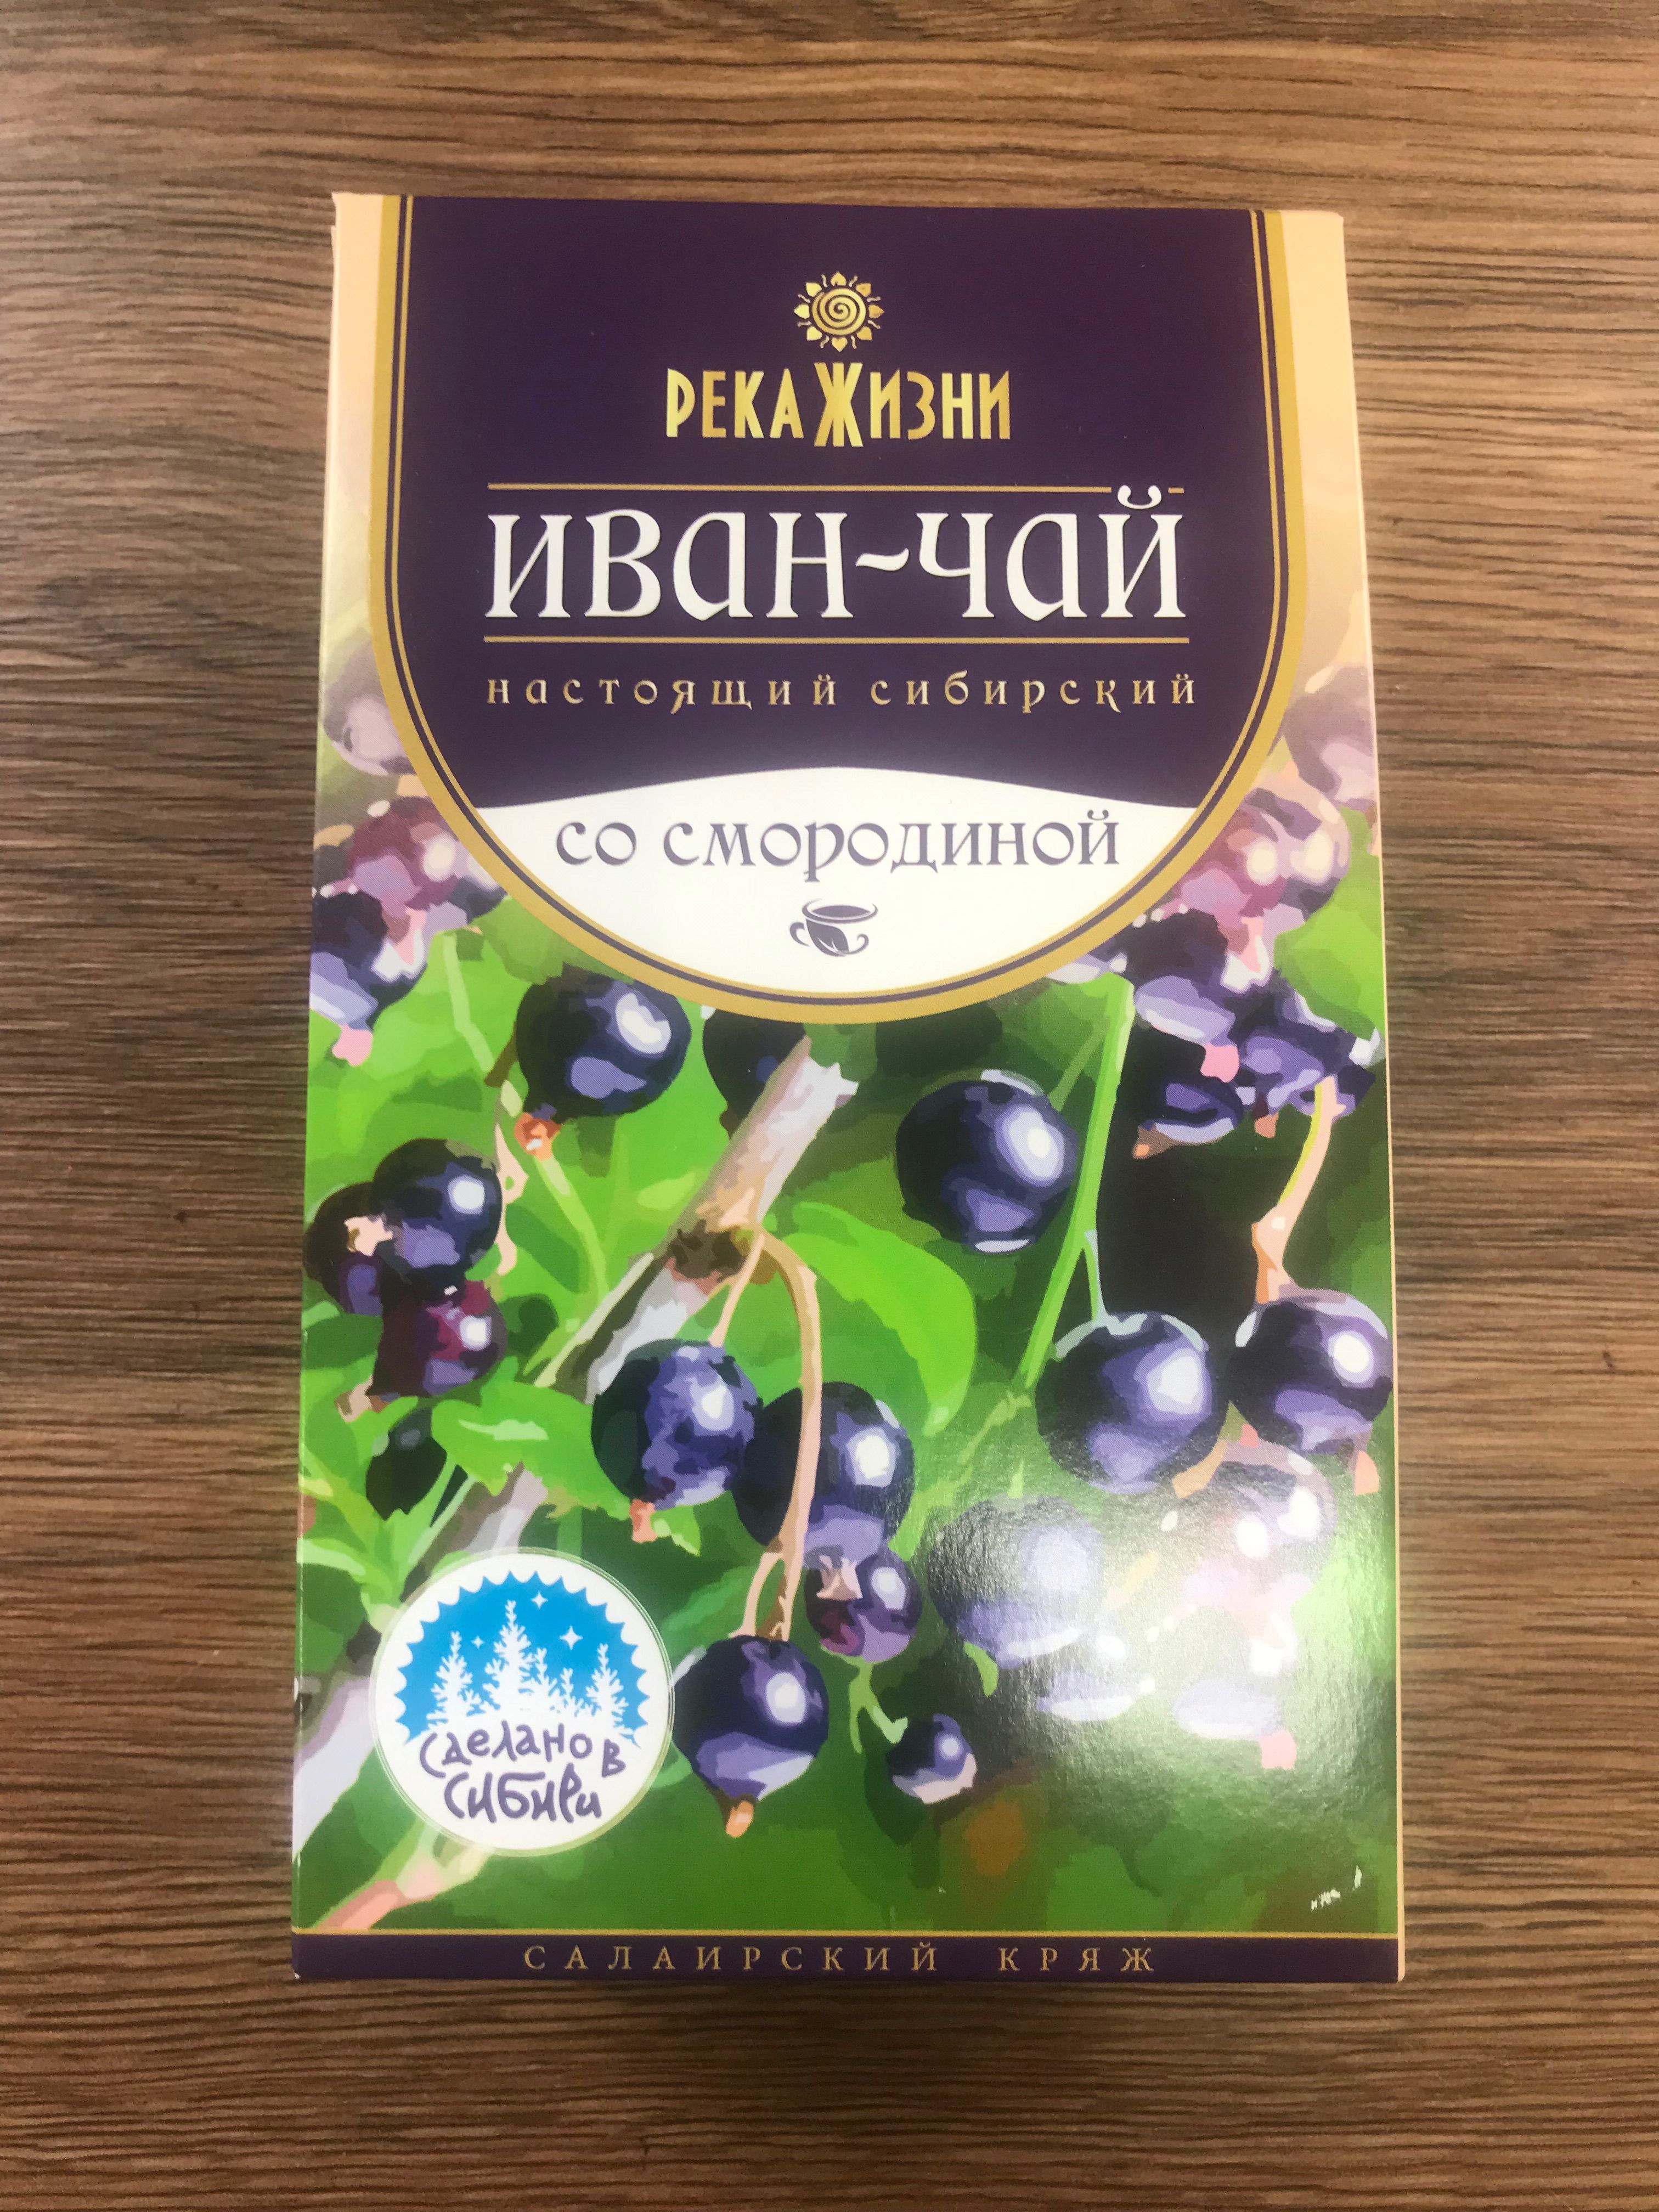 РЕКА ЖИЗНИ
ИВАН-ЧАЙ
настоящий сибирский
со смородиной
Сделано в
Сибири
САЛАИРСКИЙ КРЯЖ